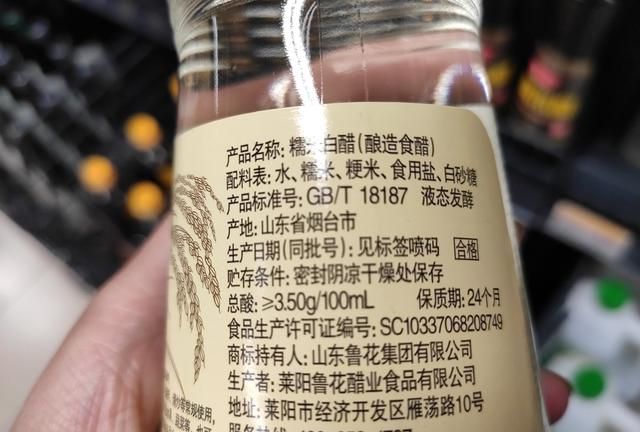 产品名称: 糯米白醋(酿造食醋)
配料表: 水、糯米、粳米、食用盐、白砂糖
产品标准号: GB/T 18187 液态发酵
产地: 山东省烟台市
生产日期(同批号): 见标签喷码 合格
贮存条件: 密封阴凉干燥处保存
总酸: ≥3.50g/100mL 保质期: 24个月
食品生产许可证编号: SC10337068208749
商标持有人: 山东鲁花集团有限公司
生产者: 莱阳鲁花醋业食品有限公司
地址: 莱阳市经济开发区雁荡路10号